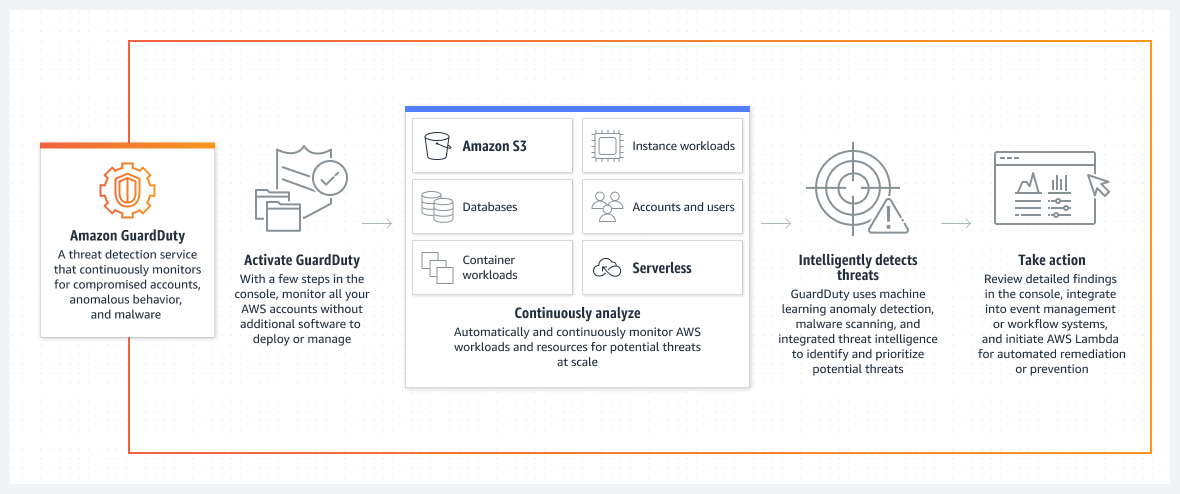 Amazon GuardDuty
A threat detection service
that continuously monitors
for compromised accounts,
anomalous behavior,
and malware
Activate GuardDuty
With a few steps in the
console, monitor all your
AWS accounts without
additional software to
deploy or manage
Amazon S3
Instance workloads
Databases
Accounts and users
Container
workloads
Serverless
Continuously analyze
Automatically and continuously monitor AWS
workloads and resources for potential threats
at scale
Intelligently detects
threats
GuardDuty uses machine
learning anomaly detection,
malware scanning, and
integrated threat intelligence
to identify and prioritize
potential threats
Take action
Review detailed findings
in the console, integrate
into event management
or workflow systems,
and initiate AWS Lambda
for automated remediation
or prevention